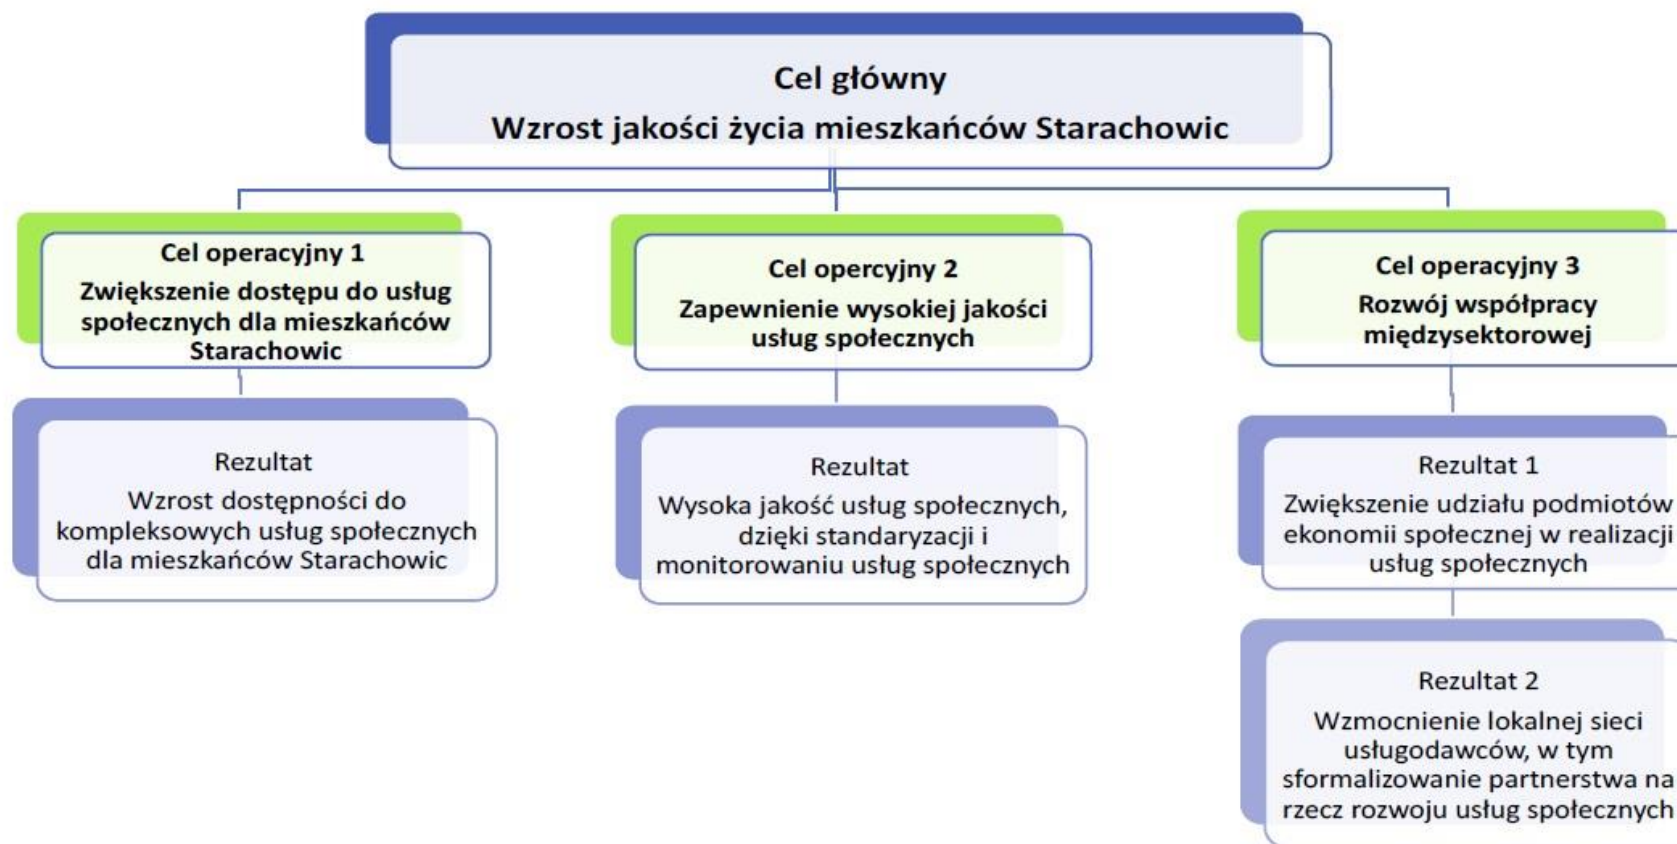 Cel główny
Wzrost jakości życia mieszkańców Starachowic
Cel operacyjny 1
Zwiększenie dostępu do usług
społecznych dla mieszkańców
Starachowic
Rezultat
Wzrost dostępności do
kompleksowych usług społecznych
dla mieszkańców Starachowic
Cel opercyjny 2
Zapewnienie wysokiej jakości
usług społecznych
Rezultat
Wysoka jakość usług społecznych,
dzięki standaryzacji i
monitorowaniu usług społecznych
Cel operacyjny 3
Rozwój współpracy
międzysektorowej
Rezultat 1
Zwiększenie udziału podmiotów
ekonomii społecznej w realizacji
usług społecznych
Rezultat 2
Wzmocnienie lokalnej sieci
usługodawców, w tym
sformalizowanie partnerstwa na
rzecz rozwoju usług społecznych